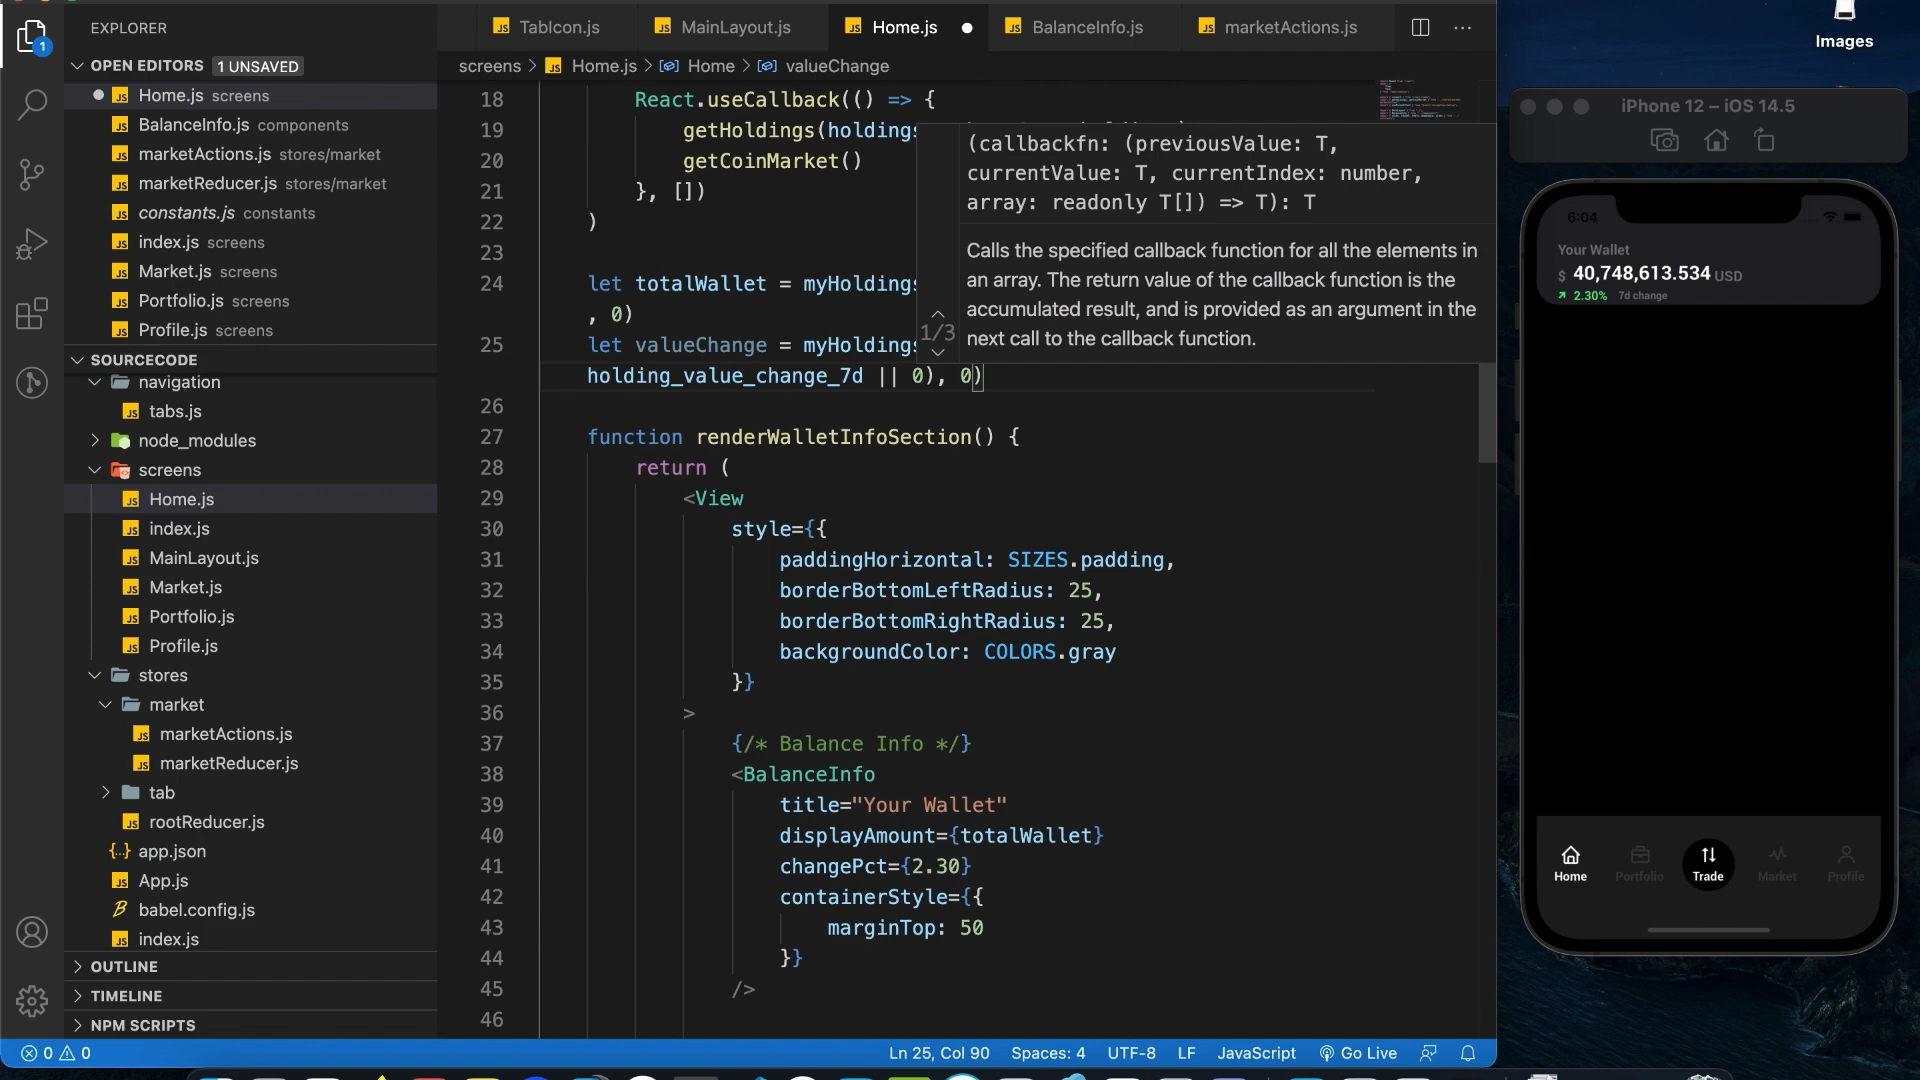 EXPLORER
OPEN EDITORS 1 UNSAVED
Home.js screens
BalanceInfo.js components
marketActions.js stores/market
marketReducer.js stores/market
constants.js constants
index.js screens
Market.js screens
Portfolio.js screens
Profile.js screens
SOURCECODE
navigation
tabs.js
node_modules
screens
Home.js
index.js
MainLayout.js
Market.js
Portfolio.js
Profile.js
stores
market
marketActions.js
marketReducer.js
tab
rootReducer.js
app.json
App.js
babel.config.js
index.js
OUTLINE
TIMELINE
NPM SCRIPTS
1
TabIcon.js
MainLayout.js
Home.js
BalanceInfo.js
marketActions.js
screens > Home.js > Home > valueChange
18 React.useCallback(() => {
19 getHoldings(holdings
20 getCoinMarket()
21 }, [])
22 )
23
24 let totalWallet = myHoldings
, 0)
25 let valueChange = myHoldings
holding_value_change_7d || 0), 0)
26
27 function renderWalletInfoSection() {
28 return (
29 <View
30 style={{
31 paddingHorizontal: SIZES.padding,
32 borderBottomLeftRadius: 25,
33 borderBottomRightRadius: 25,
34 backgroundColor: COLORS.gray
35 }}
36 >
37 {/* Balance Info */}
38 <BalanceInfo
39 title="Your Wallet"
40 displayAmount={totalWallet}
41 changePct={2.30}
42 containerStyle={{
43 marginTop: 50
44 }}
45 />
46
(callbackfn: (previousValue: T,
currentValue: T, currentIndex: number,
array: readonly T[]) => T): T
1/3
Calls the specified callback function for all the elements in
an array. The return value of the callback function is the
accumulated result, and is provided as an argument in the
next call to the callback function.
0 0
Ln 25, Col 90
Spaces: 4
UTF-8
LF
JavaScript
Go Live
Images
iPhone 12 – iOS 14.5
6:04
Your Wallet
$ 40,748,613.534 USD
2.30% 7d change
Home
Portfolio
Trade
Market
Profile